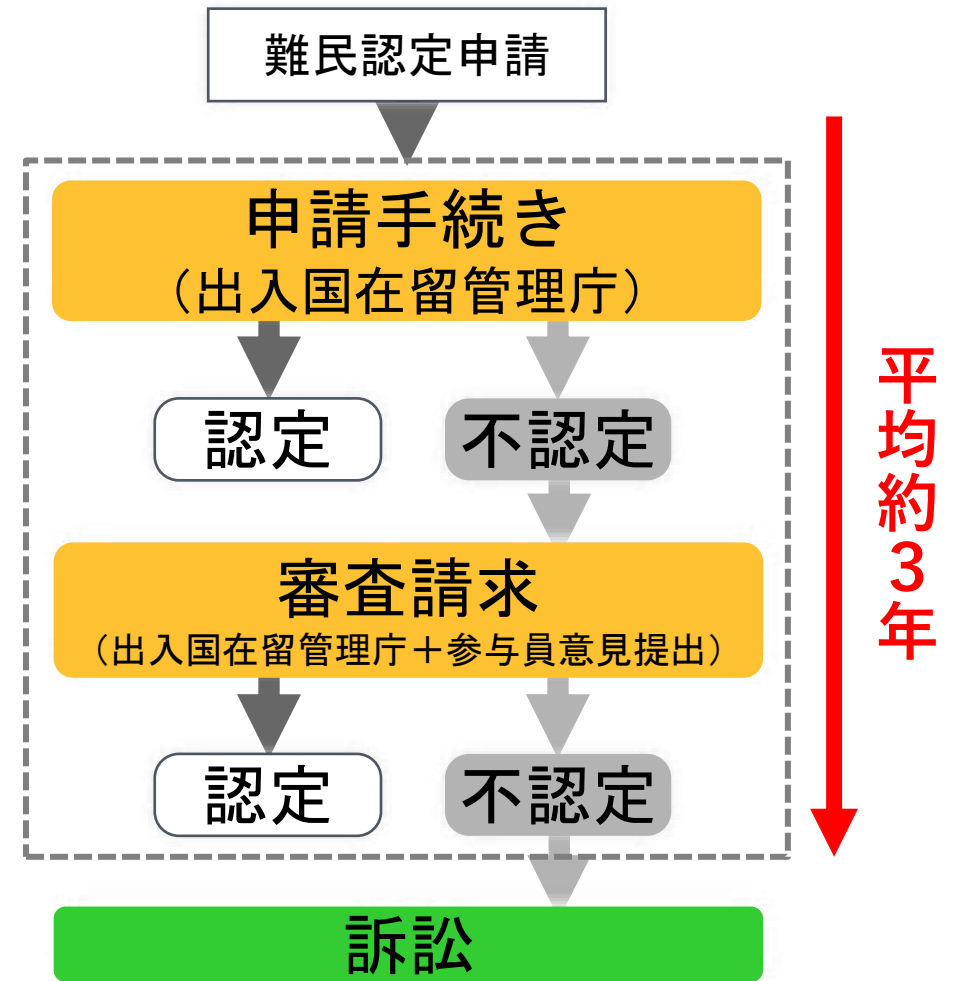 難民認定申請
申請手続き
（出入国在留管理庁）
認定
不認定
審査請求
（出入国在留管理庁＋参与員意見提出）
認定
不認定
訴訟
平均約３年